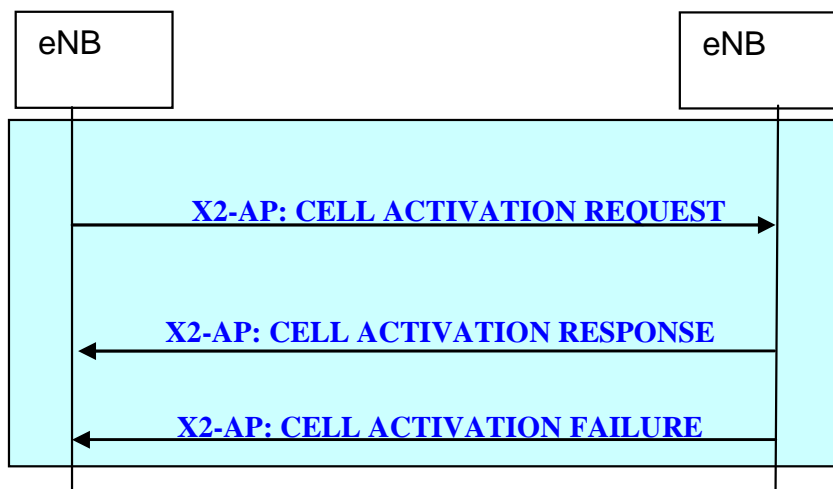 eNB
eNB
X2-AP: CELL ACTIVATION REQUEST
X2-AP: CELL ACTIVATION RESPONSE
X2-AP: CELL ACTIVATION FAILURE